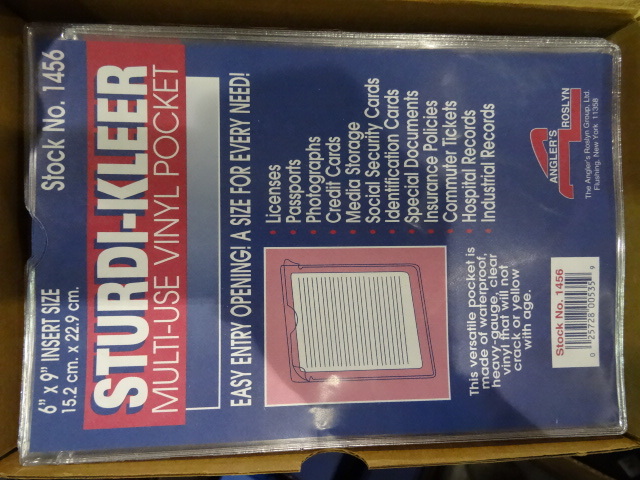 6" x 9" INSERT SIZE
15.2 cm. x 22.9 cm.
Stock No. 1456
STURDI-KLEER
MULTI-USE VINYL POCKET
EASY ENTRY OPENING! A SIZE FOR EVERY NEED!
• Licenses
• Passports
• Photographs
• Credit Cards
• Media Storage
• Social Security Cards
• Identification Cards
• Special Documents
• Insurance Policies
• Commuter Tickets
• Hospital Records
• Industrial Records
This versatile pocket is
made of waterproof,
heavy-gauge, clear
vinyl that will not
crack or yellow
with age.
Stock No. 1456
0 25728 00535 9
ANGLER'S
ROSLYN
The Angler's Roslyn Group, Ltd.
Flushing, New York 11358